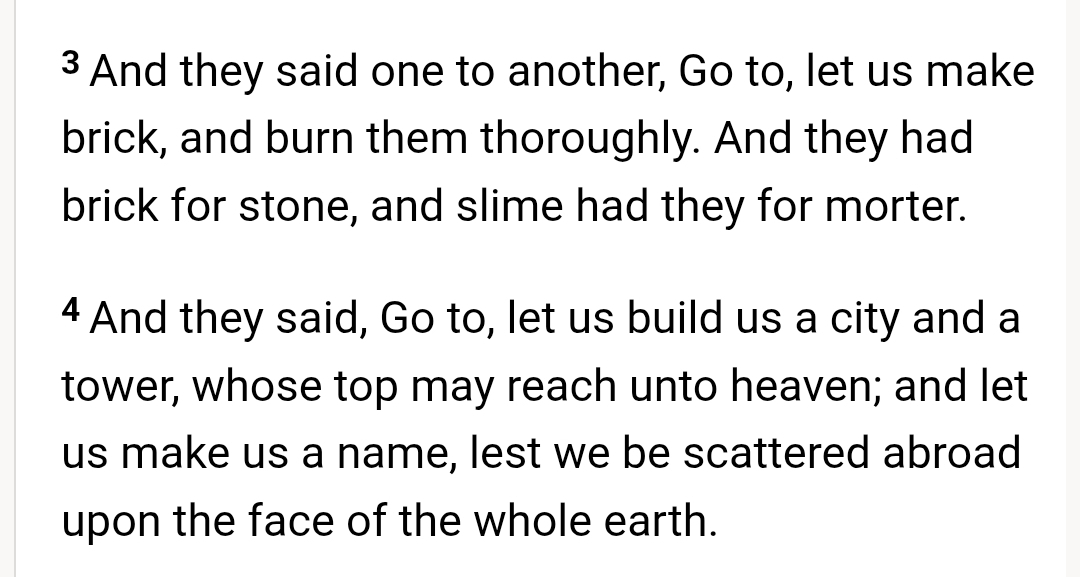 3 And they said one to another, Go to, let us make
brick, and burn them thoroughly. And they had
brick for stone, and slime had they for morter.
4 And they said, Go to, let us build us a city and a
tower, whose top may reach unto heaven; and let
us make us a name, lest we be scattered abroad
upon the face of the whole earth.